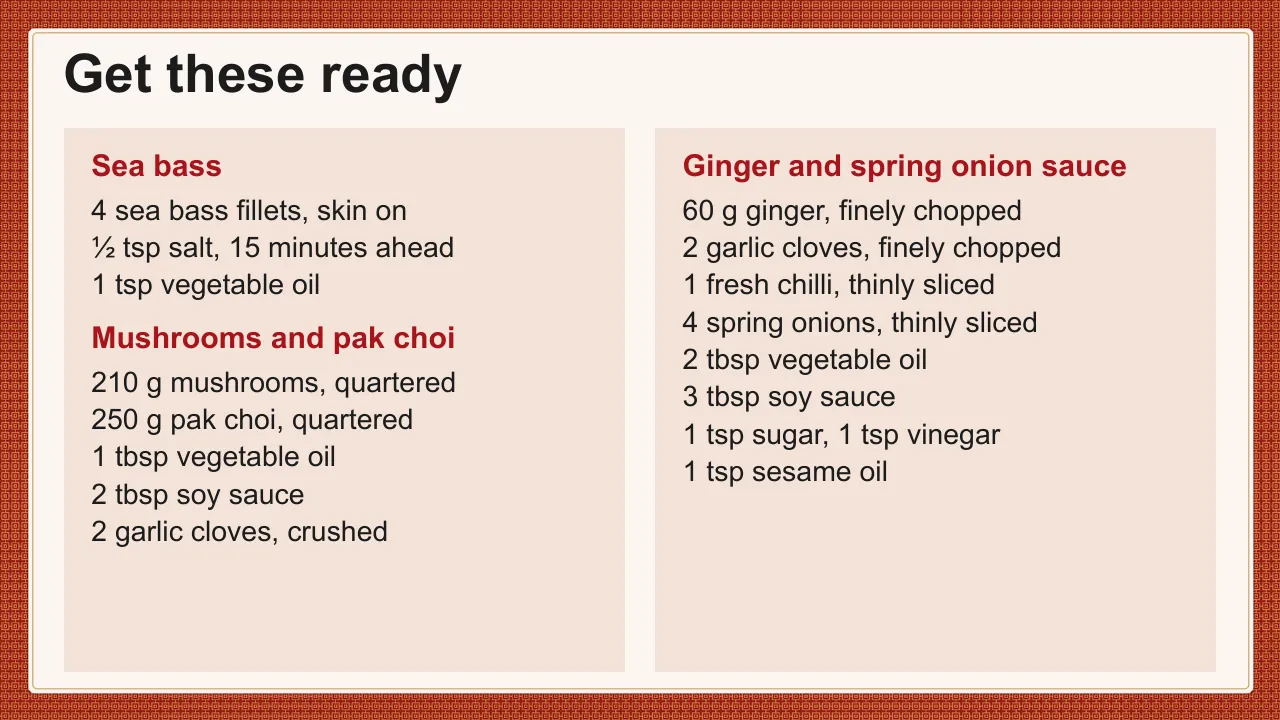 Get these ready
Sea bass
4 sea bass fillets, skin on
½ tsp salt, 15 minutes ahead
1 tsp vegetable oil
Mushrooms and pak choi
210 g mushrooms, quartered
250 g pak choi, quartered
1 tbsp vegetable oil
2 tbsp soy sauce
2 garlic cloves, crushed
Ginger and spring onion sauce
60 g ginger, finely chopped
2 garlic cloves, finely chopped
1 fresh chilli, thinly sliced
4 spring onions, thinly sliced
2 tbsp vegetable oil
3 tbsp soy sauce
1 tsp sugar, 1 tsp vinegar
1 tsp sesame oil